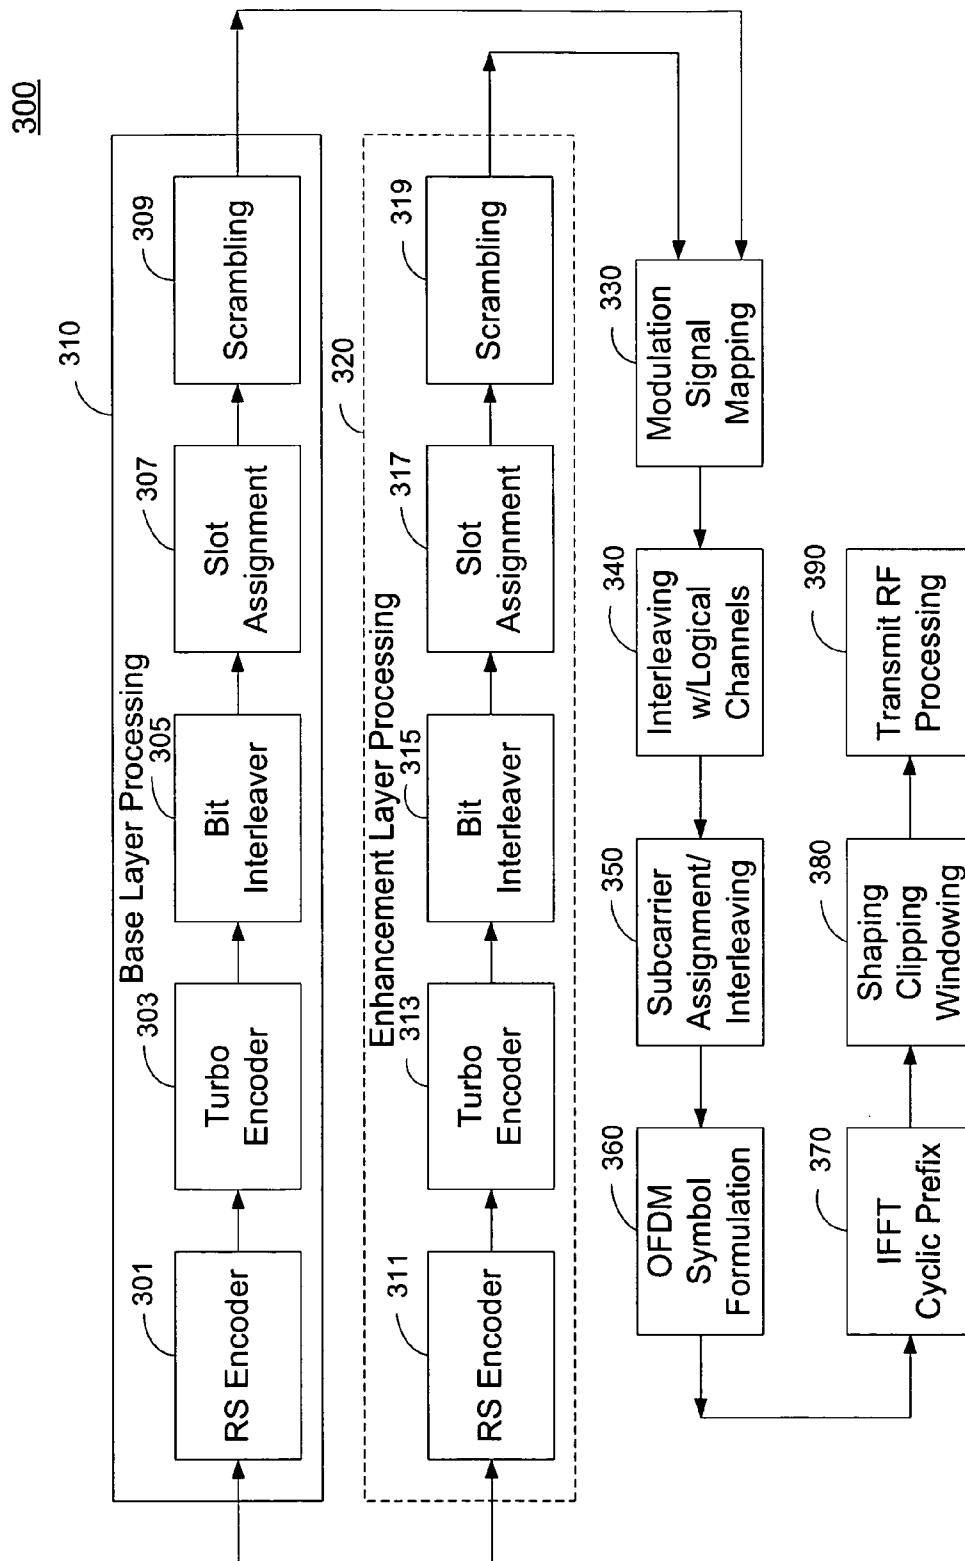 300
310
Base Layer Processing
301
RS Encoder
303
Turbo
Encoder
305
Bit
Interleaver
307
Slot
Assignment
309
Scrambling
320
Enhancement Layer Processing
311
RS Encoder
313
Turbo
Encoder
315
Bit
Interleaver
317
Slot
Assignment
319
Scrambling
330
Modulation
Signal
Mapping
340
Interleaving
w/Logical
Channels
350
Subcarrier
Assignment/
Interleaving
360
OFDM
Symbol
Formulation
370
IFFT
Cyclic Prefix
380
Shaping
Clipping
Windowing
390
Transmit RF
Processing